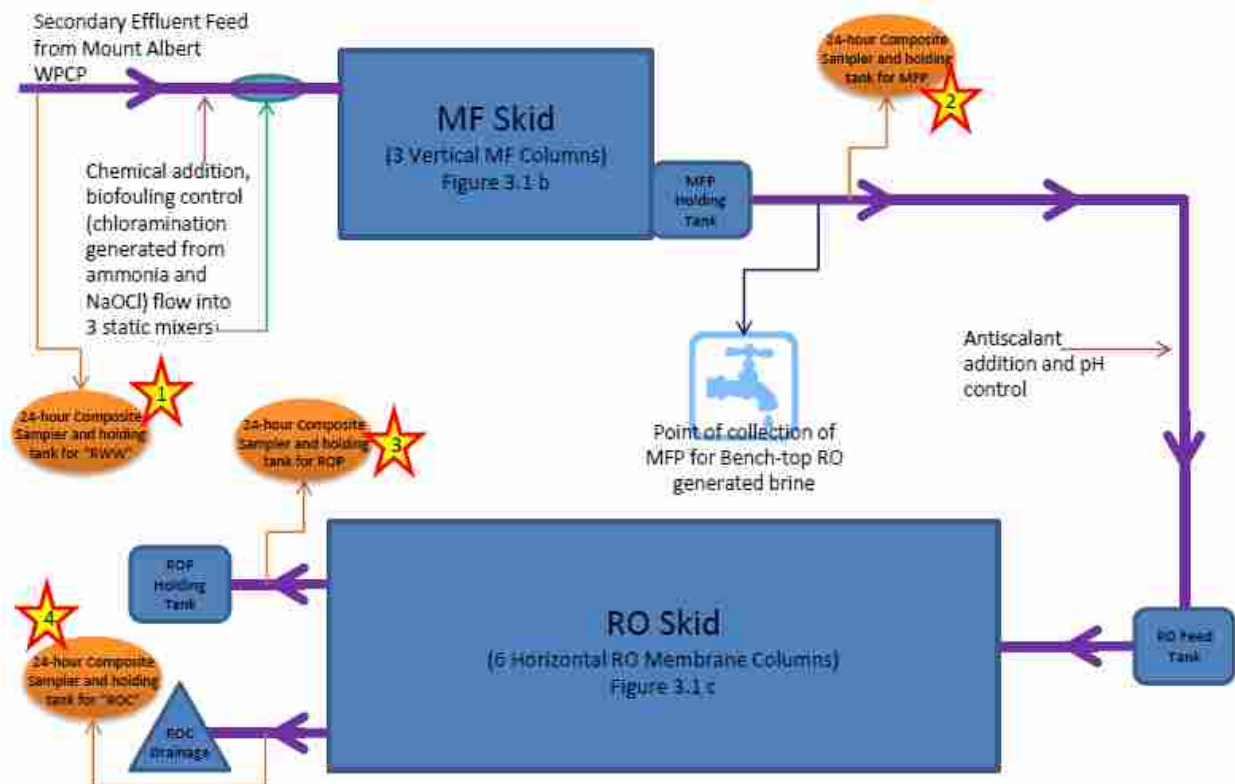 Secondary Effluent Feed
from Mount Albert
WPCP
24-hour Composite
Sampler and holding
tank for MFP
2
MF Skid
(3 Vertical MF Columns)
Figure 3.1 b
MFP
Holding
Tank
Chemical addition,
biofouling control
(chloramination
generated from
ammonia and
NaOCl) flow into
3 static mixers
Antiscalant
addition and pH
control
1
24-hour Composite
Sampler and holding
tank for "RWW"
24-hour Composite
Sampler and holding
tank for ROP
3
Point of collection of
MFP for Bench-top RO
generated brine
ROP
Holding
Tank
RO Skid
(6 Horizontal RO Membrane Columns)
Figure 3.1 c
RO Feed
Tank
4
24-hour Composite
Sampler and holding
tank for "ROC"
ROC
Drainage